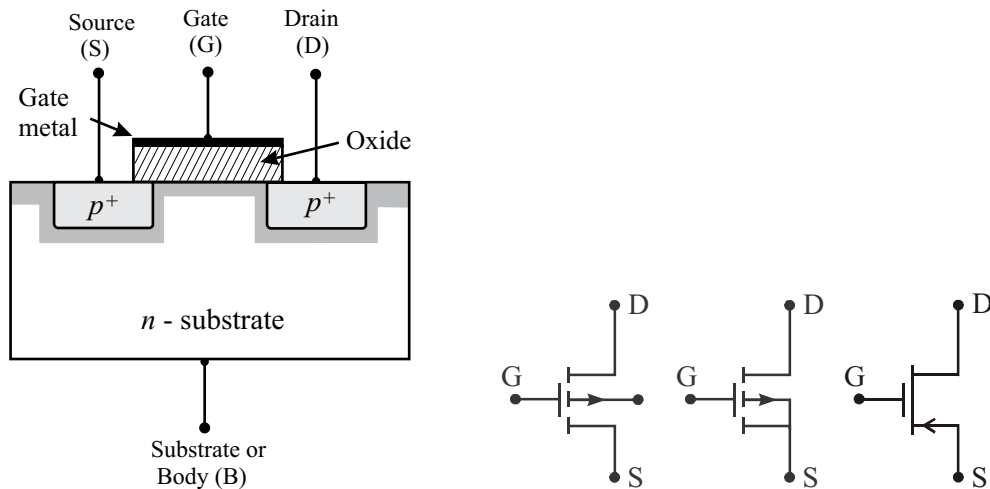 Source
(S)
Gate
(G)
Drain
(D)
Gate
metal
Oxide
p+
p+
n - substrate
Substrate or
Body (B)
D
G
S
D
G
S
D
G
S